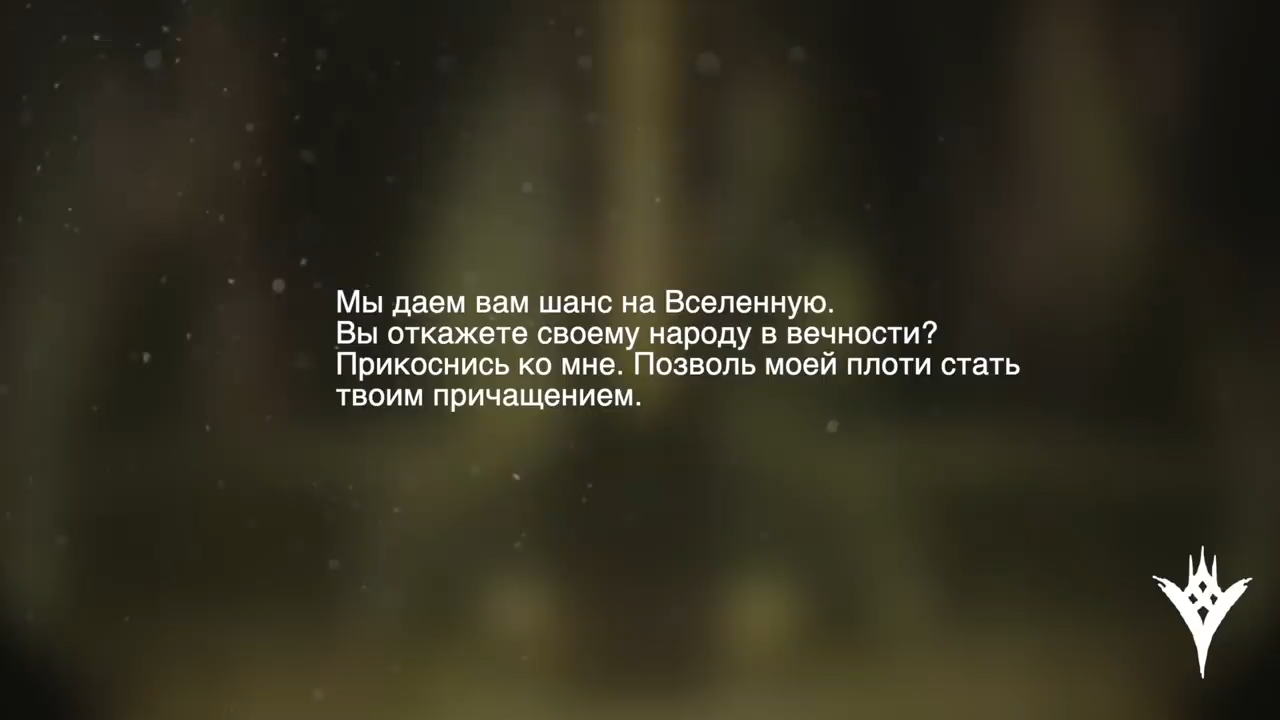 Мы даем вам шанс на Вселенную.
Вы откажете своему народу в вечности?
Прикоснись ко мне. Позволь моей плоти стать
твоим причащением.